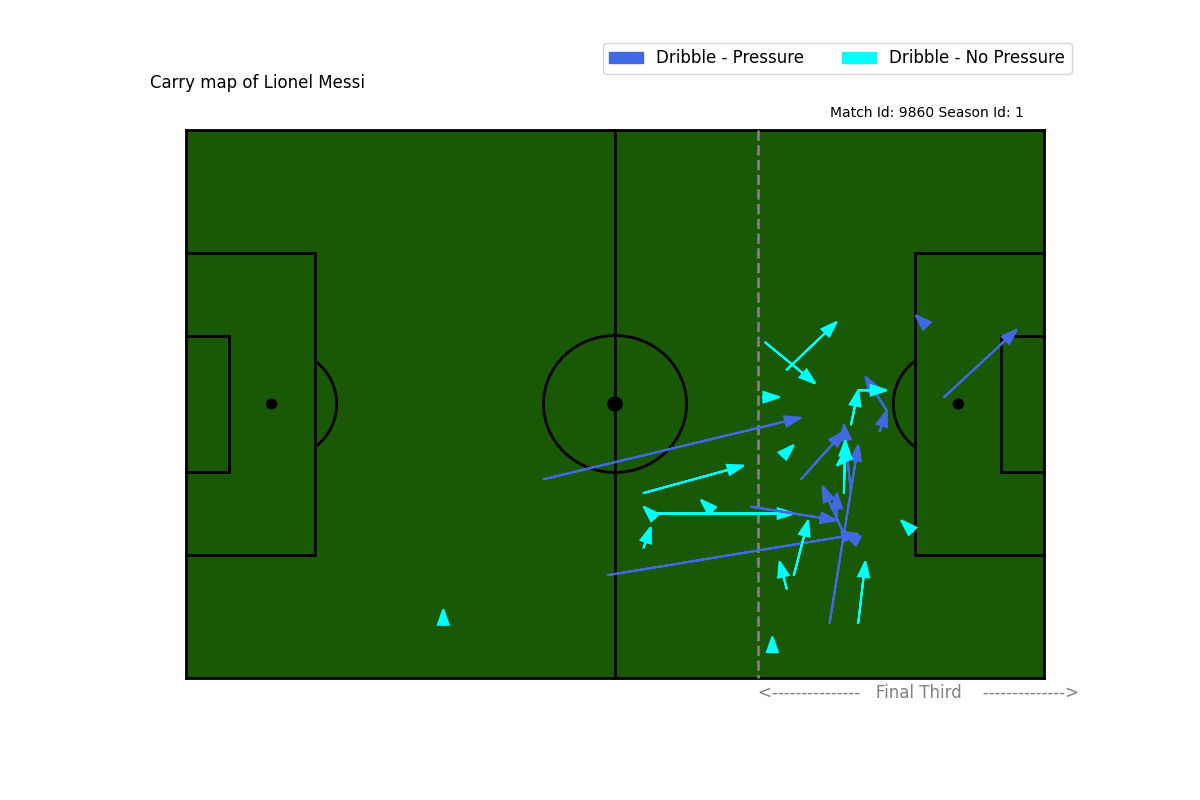 Dribble - Pressure Dribble - No Pressure
Carry map of Lionel Messi
Match Id: 9860 Season Id: 1
<--------------- Final Third -------------->